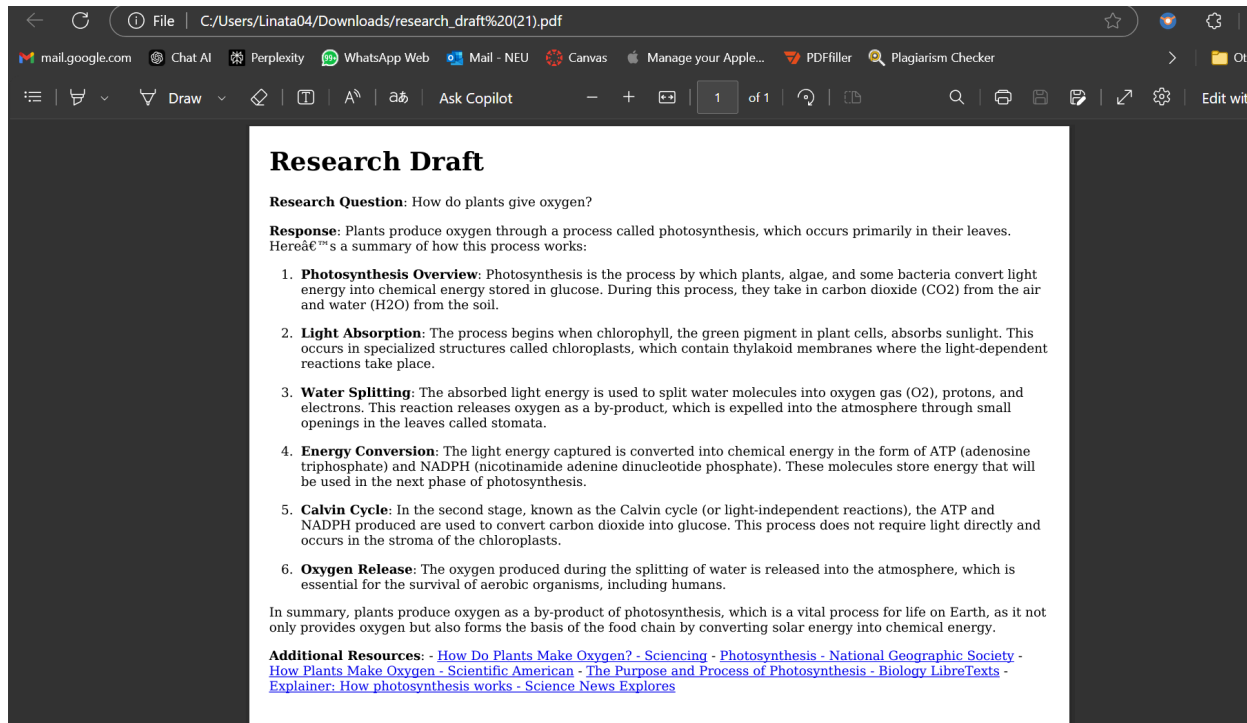 File | C:/Users/Linata04/Downloads/research_draft%20(21).pdf
mail.google.com Chat AI Perplexity 99+ WhatsApp Web Mail - NEU Canvas Manage your Apple... PDFfiller Plagiarism Checker Ot
Draw | aあ | Ask Copilot 1 of 1 Edit wit
Research Draft
Research Question: How do plants give oxygen?
Response: Plants produce oxygen through a process called photosynthesis, which occurs primarily in their leaves.
Hereâ€™s a summary of how this process works:
1. Photosynthesis Overview: Photosynthesis is the process by which plants, algae, and some bacteria convert light
energy into chemical energy stored in glucose. During this process, they take in carbon dioxide (CO2) from the air
and water (H2O) from the soil.
2. Light Absorption: The process begins when chlorophyll, the green pigment in plant cells, absorbs sunlight. This
occurs in specialized structures called chloroplasts, which contain thylakoid membranes where the light-dependent
reactions take place.
3. Water Splitting: The absorbed light energy is used to split water molecules into oxygen gas (O2), protons, and
electrons. This reaction releases oxygen as a by-product, which is expelled into the atmosphere through small
openings in the leaves called stomata.
4. Energy Conversion: The light energy captured is converted into chemical energy in the form of ATP (adenosine
triphosphate) and NADPH (nicotinamide adenine dinucleotide phosphate). These molecules store energy that will
be used in the next phase of photosynthesis.
5. Calvin Cycle: In the second stage, known as the Calvin cycle (or light-independent reactions), the ATP and
NADPH produced are used to convert carbon dioxide into glucose. This process does not require light directly and
occurs in the stroma of the chloroplasts.
6. Oxygen Release: The oxygen produced during the splitting of water is released into the atmosphere, which is
essential for the survival of aerobic organisms, including humans.
In summary, plants produce oxygen as a by-product of photosynthesis, which is a vital process for life on Earth, as it not
only provides oxygen but also forms the basis of the food chain by converting solar energy into chemical energy.
Additional Resources: - How Do Plants Make Oxygen? - Sciencing - Photosynthesis - National Geographic Society -
How Plants Make Oxygen - Scientific American - The Purpose and Process of Photosynthesis - Biology LibreTexts -
Explainer: How photosynthesis works - Science News Explores